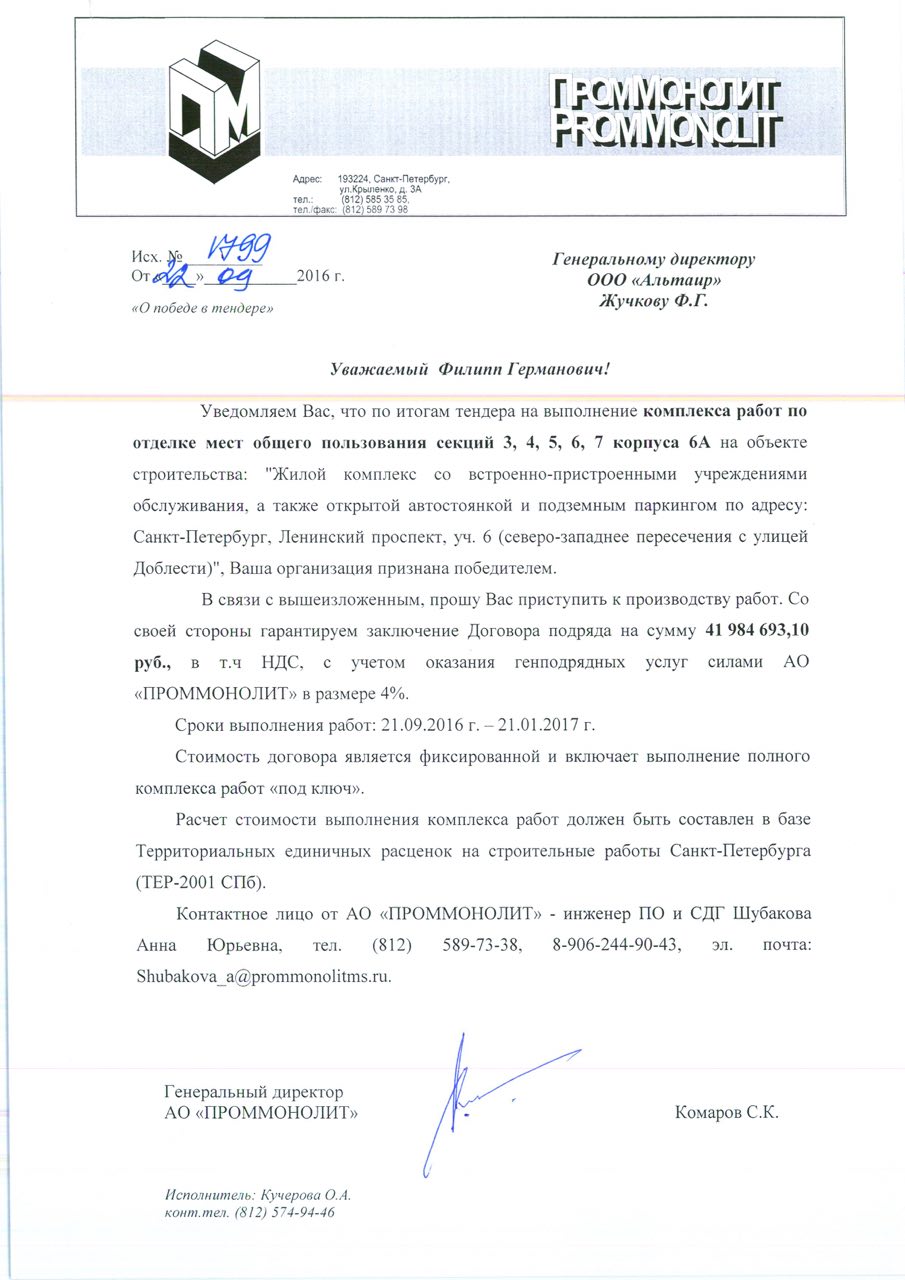 ПМ
ПРОММОНОЛИТ
PROMMONOLIT
Адрес: 193224, Санкт-Петербург,
ул.Крыленко, д. 3А
тел.: (812) 585 35 85,
тел./факс: (812) 589 73 98
Исх. № 1799
От «22» 09 2016 г.
«О победе в тендере»
Генеральному директору
ООО «Альтаир»
Жучкову Ф.Г.
Уважаемый Филипп Германович!
Уведомляем Вас, что по итогам тендера на выполнение комплекса работ по
отделке мест общего пользования секций 3, 4, 5, 6, 7 корпуса 6А на объекте
строительства: "Жилой комплекс со встроенно-пристроенными учреждениями
обслуживания, а также открытой автостоянкой и подземным паркингом по адресу:
Санкт-Петербург, Ленинский проспект, уч. 6 (северо-западнее пересечения с улицей
Доблести)", Ваша организация признана победителем.
В связи с вышеизложенным, прошу Вас приступить к производству работ. Со
своей стороны гарантируем заключение Договора подряда на сумму 41 984 693,10
руб., в т.ч НДС, с учетом оказания генподрядных услуг силами АО
«ПРОММОНОЛИТ» в размере 4%.
Сроки выполнения работ: 21.09.2016 г. – 21.01.2017 г.
Стоимость договора является фиксированной и включает выполнение полного
комплекса работ «под ключ».
Расчет стоимости выполнения комплекса работ должен быть составлен в базе
Территориальных единичных расценок на строительные работы Санкт-Петербурга
(ТЕР-2001 СПб).
Контактное лицо от АО «ПРОММОНОЛИТ» - инженер ПО и СДГ Шубакова
Анна Юрьевна, тел. (812) 589-73-38, 8-906-244-90-43, эл. почта:
Shubakova_a@prommonolitms.ru.
Генеральный директор
АО «ПРОММОНОЛИТ»
Комаров С.К.
Исполнитель: Кучерова О.А.
конт.тел. (812) 574-94-46